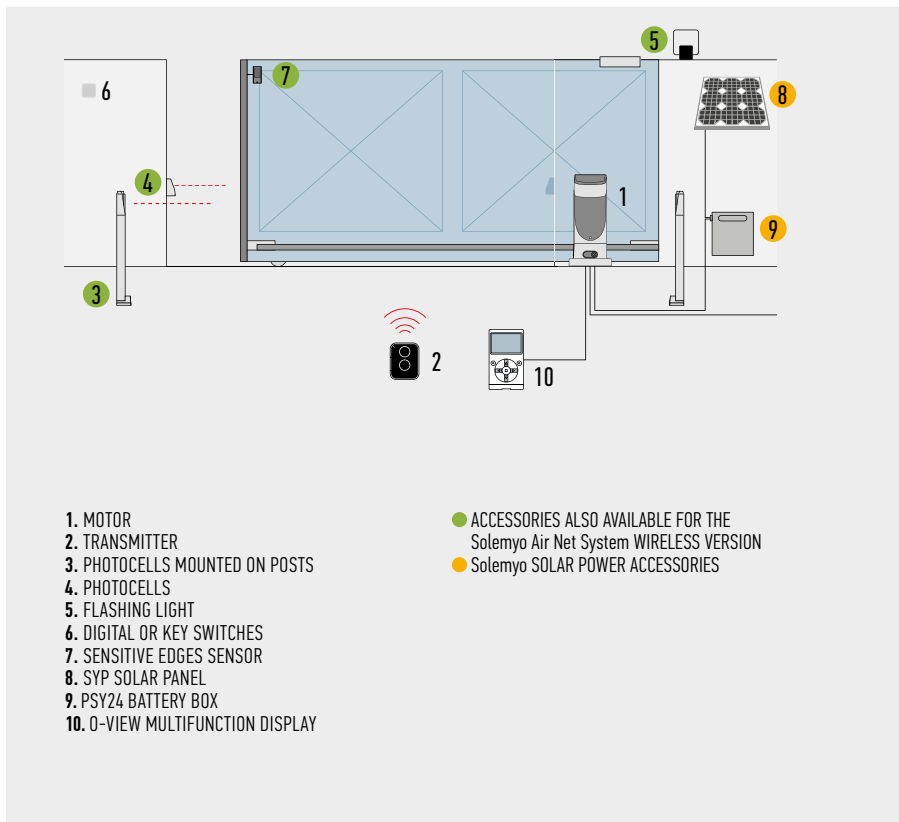 5
7
6
8
4
1
9
3
2
10
1. MOTOR
2. TRANSMITTER
3. PHOTOCELLS MOUNTED ON POSTS
4. PHOTOCELLS
5. FLASHING LIGHT
6. DIGITAL OR KEY SWITCHES
7. SENSITIVE EDGES SENSOR
8. SYP SOLAR PANEL
9. PSY24 BATTERY BOX
10. O-VIEW MULTIFUNCTION DISPLAY
ACCESSORIES ALSO AVAILABLE FOR THE
Solemyo Air Net System WIRELESS VERSION
Solemyo SOLAR POWER ACCESSORIES